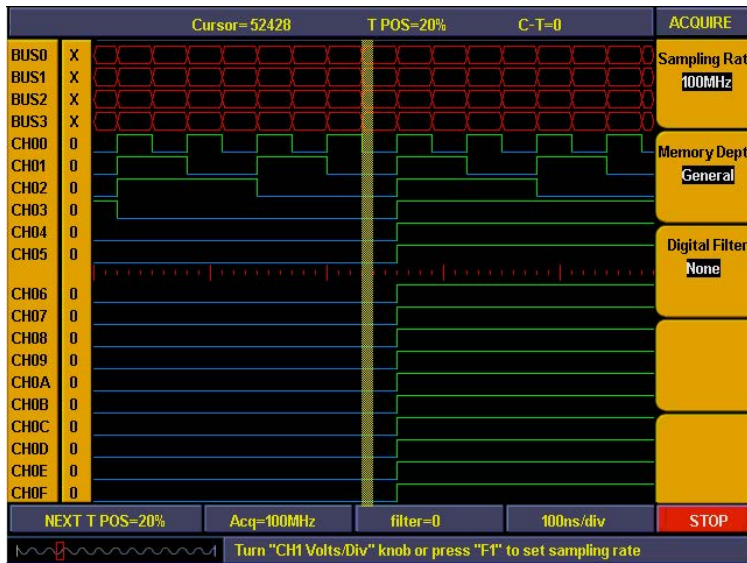 Cursor=52428 T POS=20% C-T=0 ACQUIRE
BUS0 X
BUS1 X
BUS2 X
BUS3 X
CH00 0
CH01 0
CH02 0
CH03 0
CH04 0
CH05 0
CH06 0
CH07 0
CH08 0
CH09 0
CH0A 0
CH0B 0
CH0C 0
CH0D 0
CH0E 0
CH0F 0
Sampling Rat
100MHz
Memory Dept
General
Digital Filter
None
NEXT T POS=20% Acq=100MHz filter=0 100ns/div STOP
Turn "CH1 Volts/Div" knob or press "F1" to set sampling rate